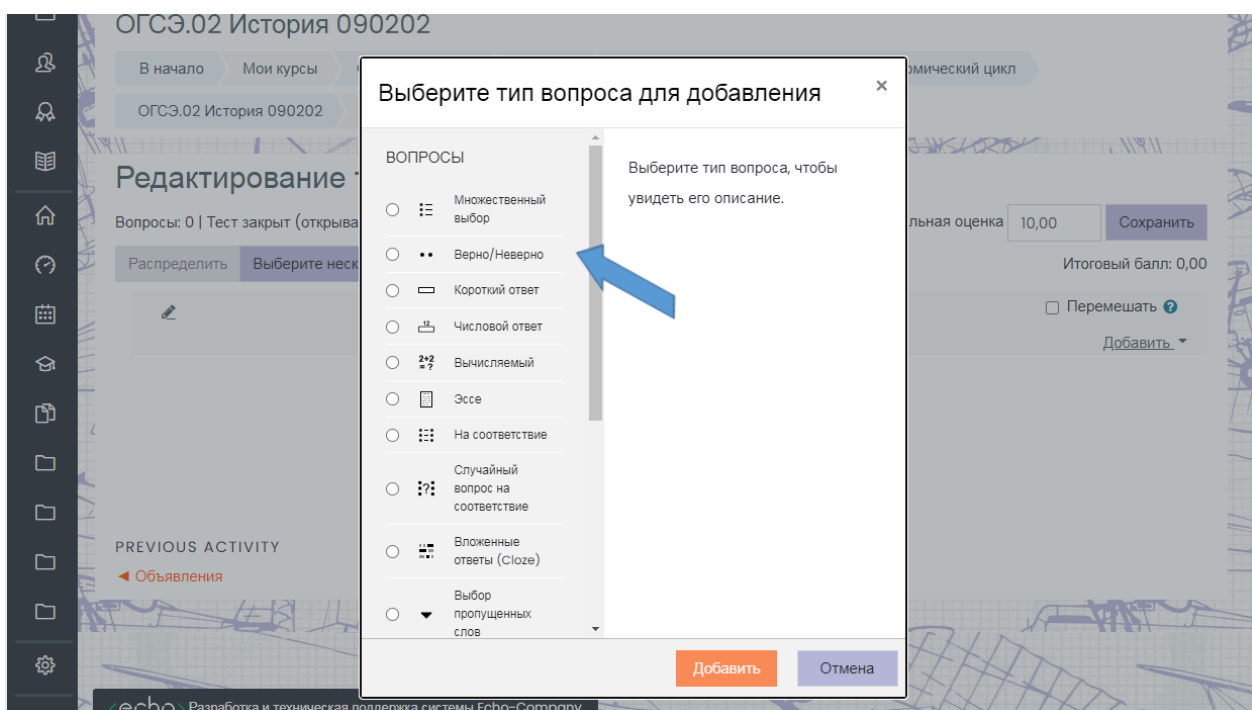 ОГСЭ.02 История 090202
В начало Мои курсы омический цикл
ОГСЭ.02 История 090202
Редактирование т
Вопросы: 0 | Тест закрыт (открыва льная оценка 10,00 Сохранить
Распределить Выберите неск Итоговый балл: 0,00
Перемешать ?
Добавить
PREVIOUS ACTIVITY
◄ Объявления
Выберите тип вопроса для добавления ×
ВОПРОСЫ
Множественный
выбор
Верно/Неверно
Короткий ответ
12 Числовой ответ
2+2
= ?
Вычисляемый
Эссе
На соответствие
Случайный
вопрос на
соответствие
Вложенные
ответы (Cloze)
Выбор
пропущенных
слов
Выберите тип вопроса, чтобы
увидеть его описание.
Добавить Отмена
<echo> Разработка и техническая поддержка системы Echo-Company